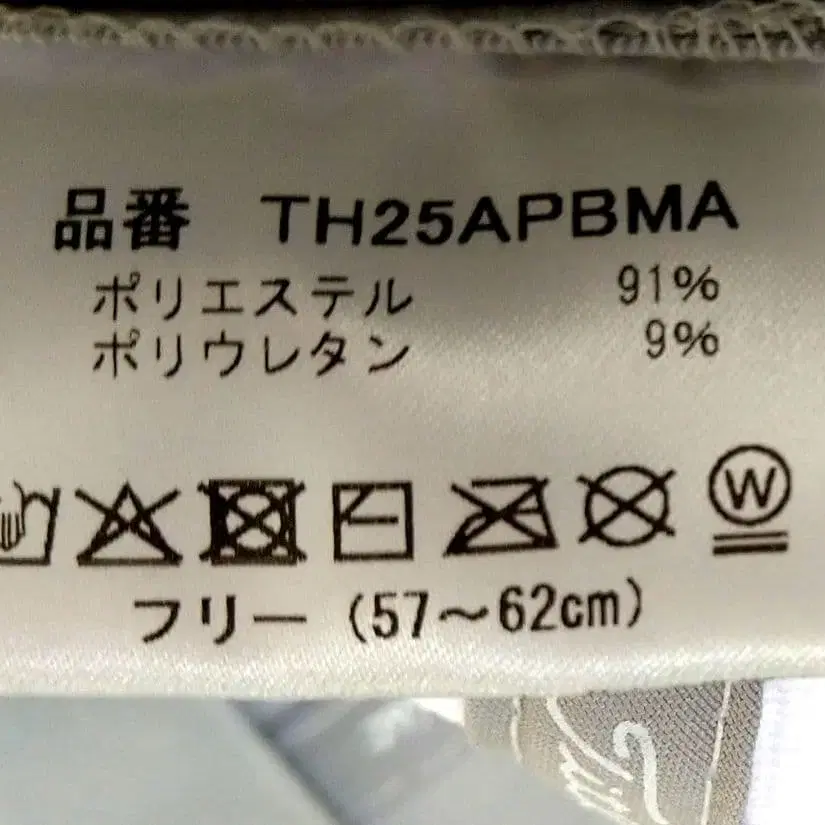 品番 TH25APBMA
ポリエステル 91%
ポリウレタン 9%
W
フリー (57～62cm)